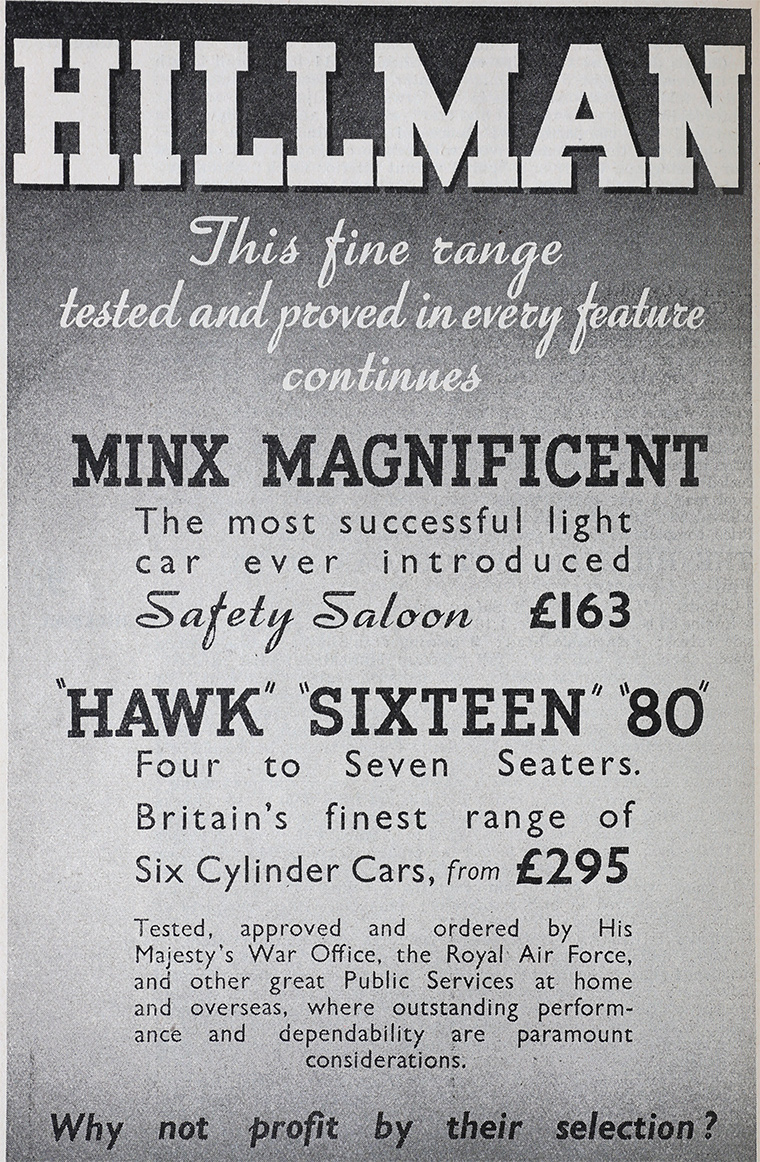 HILLMAN
This fine range
tested and proved in every feature
continues
MINX MAGNIFICENT
The most successful light
car ever introduced
Safety Saloon £163
"HAWK" "SIXTEEN" "80"
Four to Seven Seaters.
Britain's finest range of
Six Cylinder Cars, from £295
Tested, approved and ordered by His
Majesty's War Office, the Royal Air Force,
and other great Public Services at home
and overseas, where outstanding perform-
ance and dependability are paramount
considerations.
Why not profit by their selection?